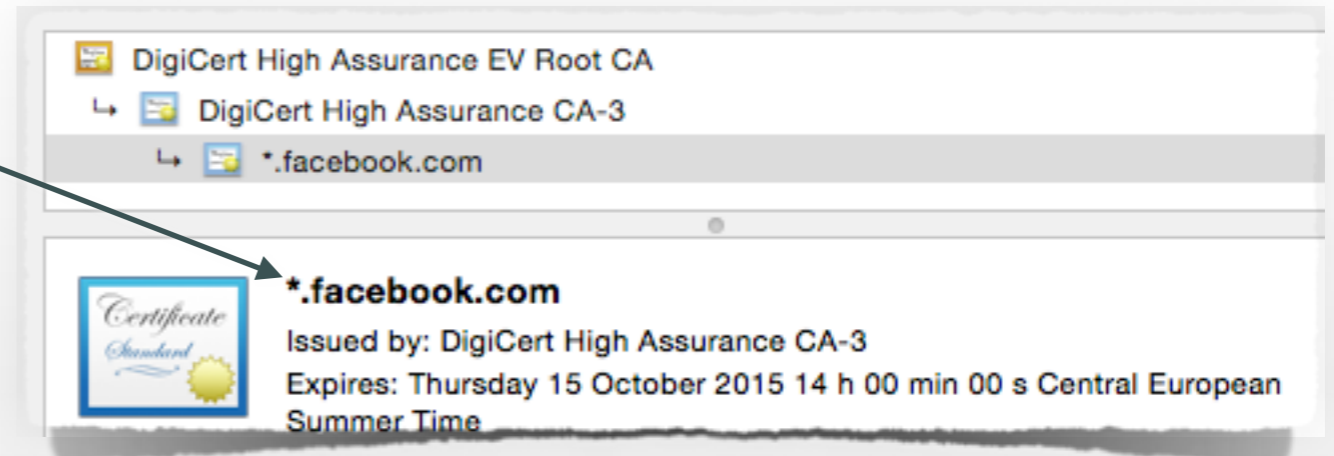 DigiCert High Assurance EV Root CA
↳ DigiCert High Assurance CA-3
↳ *.facebook.com
Certificate
Standard
*.facebook.com
Issued by: DigiCert High Assurance CA-3
Expires: Thursday 15 October 2015 14 h 00 min 00 s Central European
Summer Time